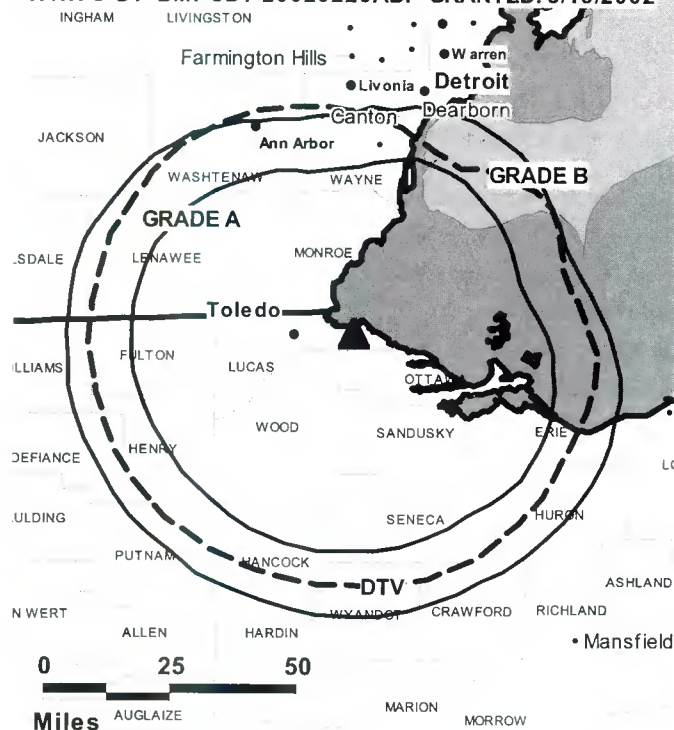 INGHAM LIVINGSTON
Farmington Hills
Warren
Livonia Detroit
Canton Dearborn
JACKSON
Ann Arbor
WASHTENAW WAYNE
GRADE B
GRADE A
LENAWEE MONROE
Toledo
FULTON
LUCAS
WOOD
SANDUSKY ERIE
HENRY
SENECA HURON
PUTNAM HANCOCK
DTV
ASHLAND
WYANDOT CRAWFORD RICHLAND
ALLEN HARDIN
Mansfield
0 25 50
Miles AUGLAIZE
MARION
MORROW